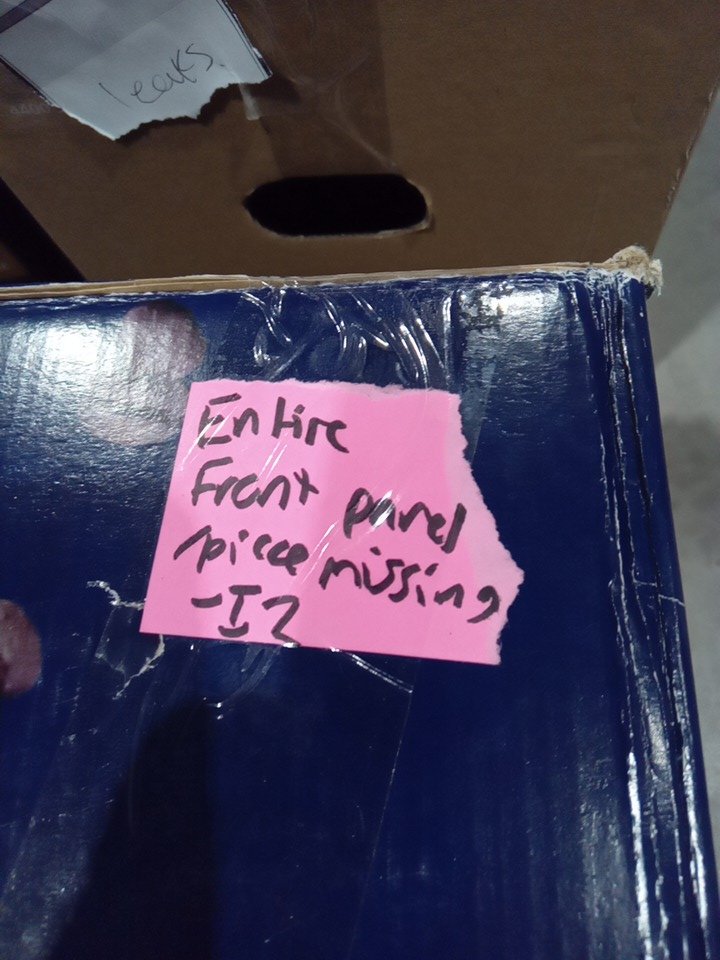 leaks.
Entire
Front panel
piece missing
-IZ